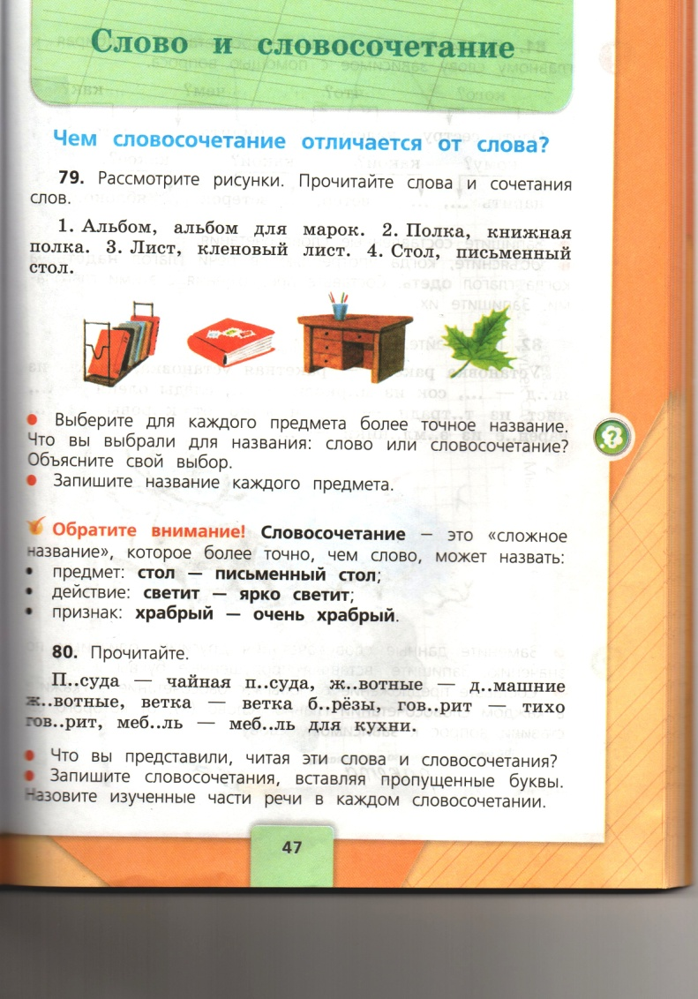 Слово и словосочетание
Чем словосочетание отличается от слова?
79. Рассмотрите рисунки. Прочитайте слова и сочетания
слов.
1. Альбом, альбом для марок. 2. Полка, книжная
полка. 3. Лист, кленовый лист. 4. Стол, письменный
стол.
• Выберите для каждого предмета более точное название.
Что вы выбрали для названия: слово или словосочетание?
Объясните свой выбор.
• Запишите название каждого предмета.
Обратите внимание! Словосочетание — это «сложное
название», которое более точно, чем слово, может назвать:
• предмет: стол — письменный стол;
• действие: светит — ярко светит;
• признак: храбрый — очень храбрый.
80. Прочитайте.
П..суда — чайная п..суда, ж..вотные — д..машние
ж..вотные, ветка — ветка б..рёзы, гов..рит — тихо
гов..рит, меб..ль — меб..ль для кухни.
• Что вы представили, читая эти слова и словосочетания?
• Запишите словосочетания, вставляя пропущенные буквы.
Назовите изученные части речи в каждом словосочетании.
47